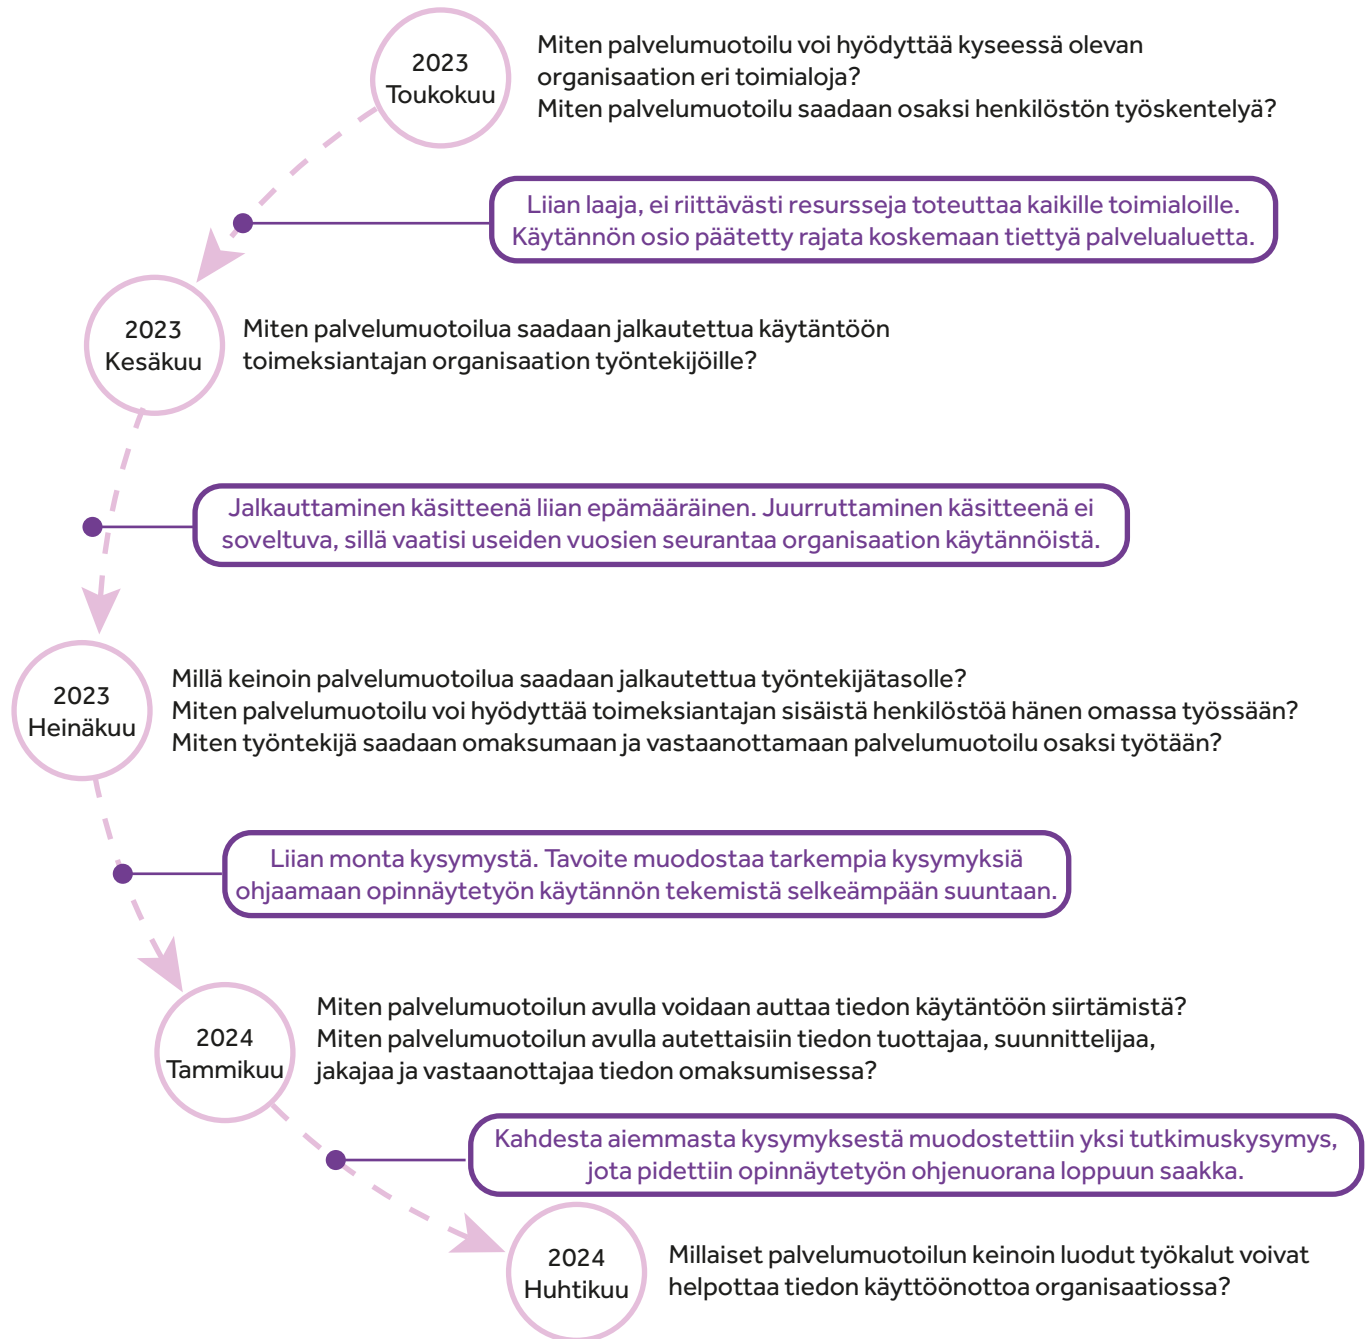 2023
Toukokuu
Miten palvelumuotoilu voi hyödyttää kyseessä olevan
organisaation eri toimialoja?
Miten palvelumuotoilu saadaan osaksi henkilöstön työskentelyä?
Liian laaja, ei riittävästi resursseja toteuttaa kaikille toimialoille.
Käytännön osio päätetty rajata koskemaan tiettyä palvelualuetta.
2023
Kesäkuu
Miten palvelumuotoilua saadaan jalkautettua käytäntöön
toimeksiantajan organisaation työntekijöille?
Jalkauttaminen käsitteenä liian epämääräinen. Juurruttaminen käsitteenä ei
soveltuva, sillä vaatisi useiden vuosien seurantaa organisaation käytännöistä.
2023
Heinäkuu
Millä keinoin palvelumuotoilua saadaan jalkautettua työntekijätasolle?
Miten palvelumuotoilu voi hyödyttää toimeksiantajan sisäistä henkilöstöä hänen omassa työssään?
Miten työntekijä saadaan omaksumaan ja vastaanottamaan palvelumuotoilu osaksi työtään?
Liian monta kysymystä. Tavoite muodostaa tarkempia kysymyksiä
ohjaamaan opinnäytetyön käytännön tekemistä selkeämpään suuntaan.
2024
Tammikuu
Miten palvelumuotoilun avulla voidaan auttaa tiedon käytäntöön siirtämistä?
Miten palvelumuotoilun avulla autettaisiin tiedon tuottajaa, suunnittelijaa,
jakajaa ja vastaanottajaa tiedon omaksumisessa?
Kahdesta aiemmasta kysymyksestä muodostettiin yksi tutkimuskysymys,
jota pidettiin opinnäytetyön ohjenuorana loppuun saakka.
2024
Huhtikuu
Millaiset palvelumuotoilun keinoin luodut työkalut voivat
helpottaa tiedon käyttöönottoa organisaatiossa?